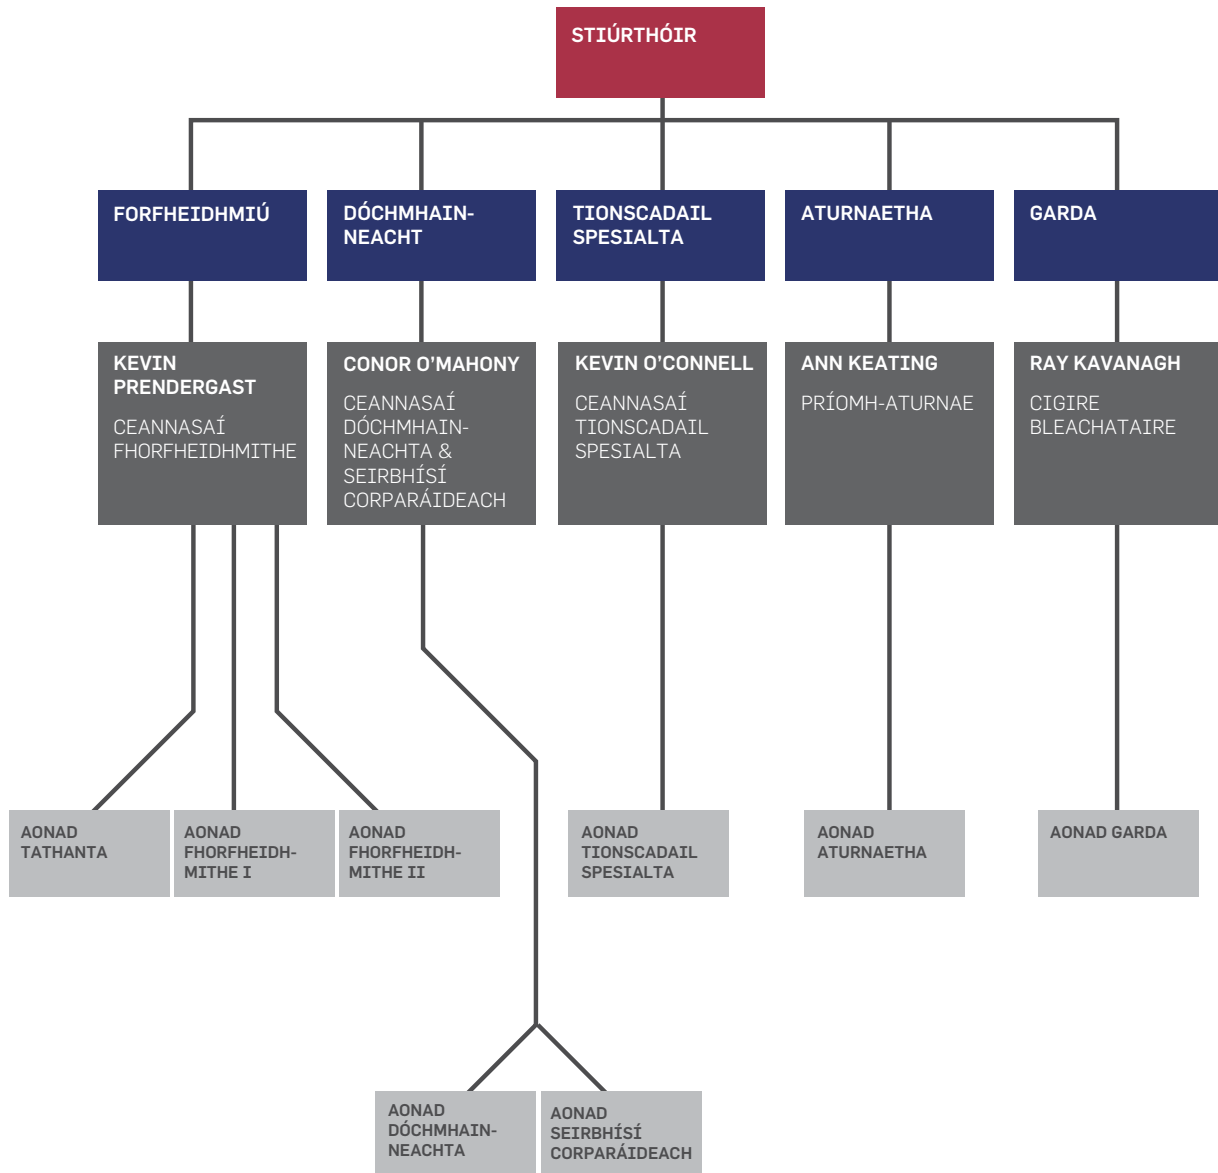 STIÚRTHÓIR
FORFHEIDHMIÚ
DÓCHMHAIN-
NEACHT
TIONSCADAIL
SPESIALTA
ATURNAETHA
GARDA
KEVIN
PRENDERGAST
CEANNASAÍ
FHORFHEIDHMITHE
CONOR O’MAHONY
CEANNASAÍ
DÓCHMHAIN-
NEACHTA &
SEIRBHÍSÍ
CORPARÁIDEACH
KEVIN O’CONNELL
CEANNASAÍ
TIONSCADAIL
SPESIALTA
ANN KEATING
PRÍOMH-ATURNAE
RAY KAVANAGH
CIGIRE
BLEACHATAIRE
AONAD
TATHANTA
AONAD
FHORFHEIDH-
MITHE I
AONAD
FHORFHEIDH-
MITHE II
AONAD
TIONSCADAIL
SPESIALTA
AONAD
ATURNAETHA
AONAD GARDA
AONAD
DÓCHMHAIN-
NEACHTA
AONAD
SEIRBHÍSÍ
CORPARÁIDEACH